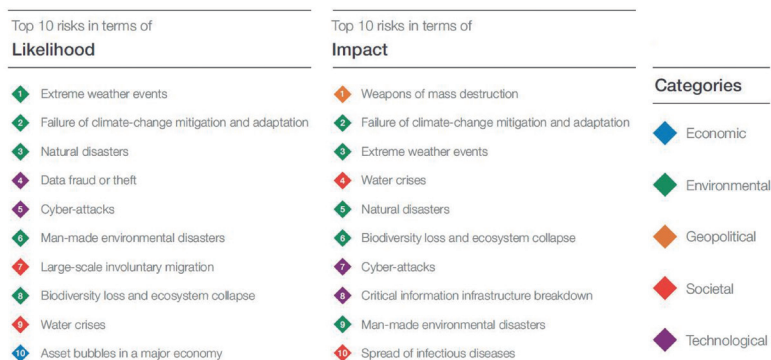 Top 10 risks in terms of
Likelihood
1 Extreme weather events
2 Failure of climate-change mitigation and adaptation
3 Natural disasters
4 Data fraud or theft
5 Cyber-attacks
6 Man-made environmental disasters
7 Large-scale involuntary migration
8 Biodiversity loss and ecosystem collapse
9 Water crises
10 Asset bubbles in a major economy
Top 10 risks in terms of
Impact
1 Weapons of mass destruction
2 Failure of climate-change mitigation and adaptation
3 Extreme weather events
4 Water crises
5 Natural disasters
6 Biodiversity loss and ecosystem collapse
7 Cyber-attacks
8 Critical information infrastructure breakdown
9 Man-made environmental disasters
10 Spread of infectious diseases
Categories
Economic
Environmental
Geopolitical
Societal
Technological